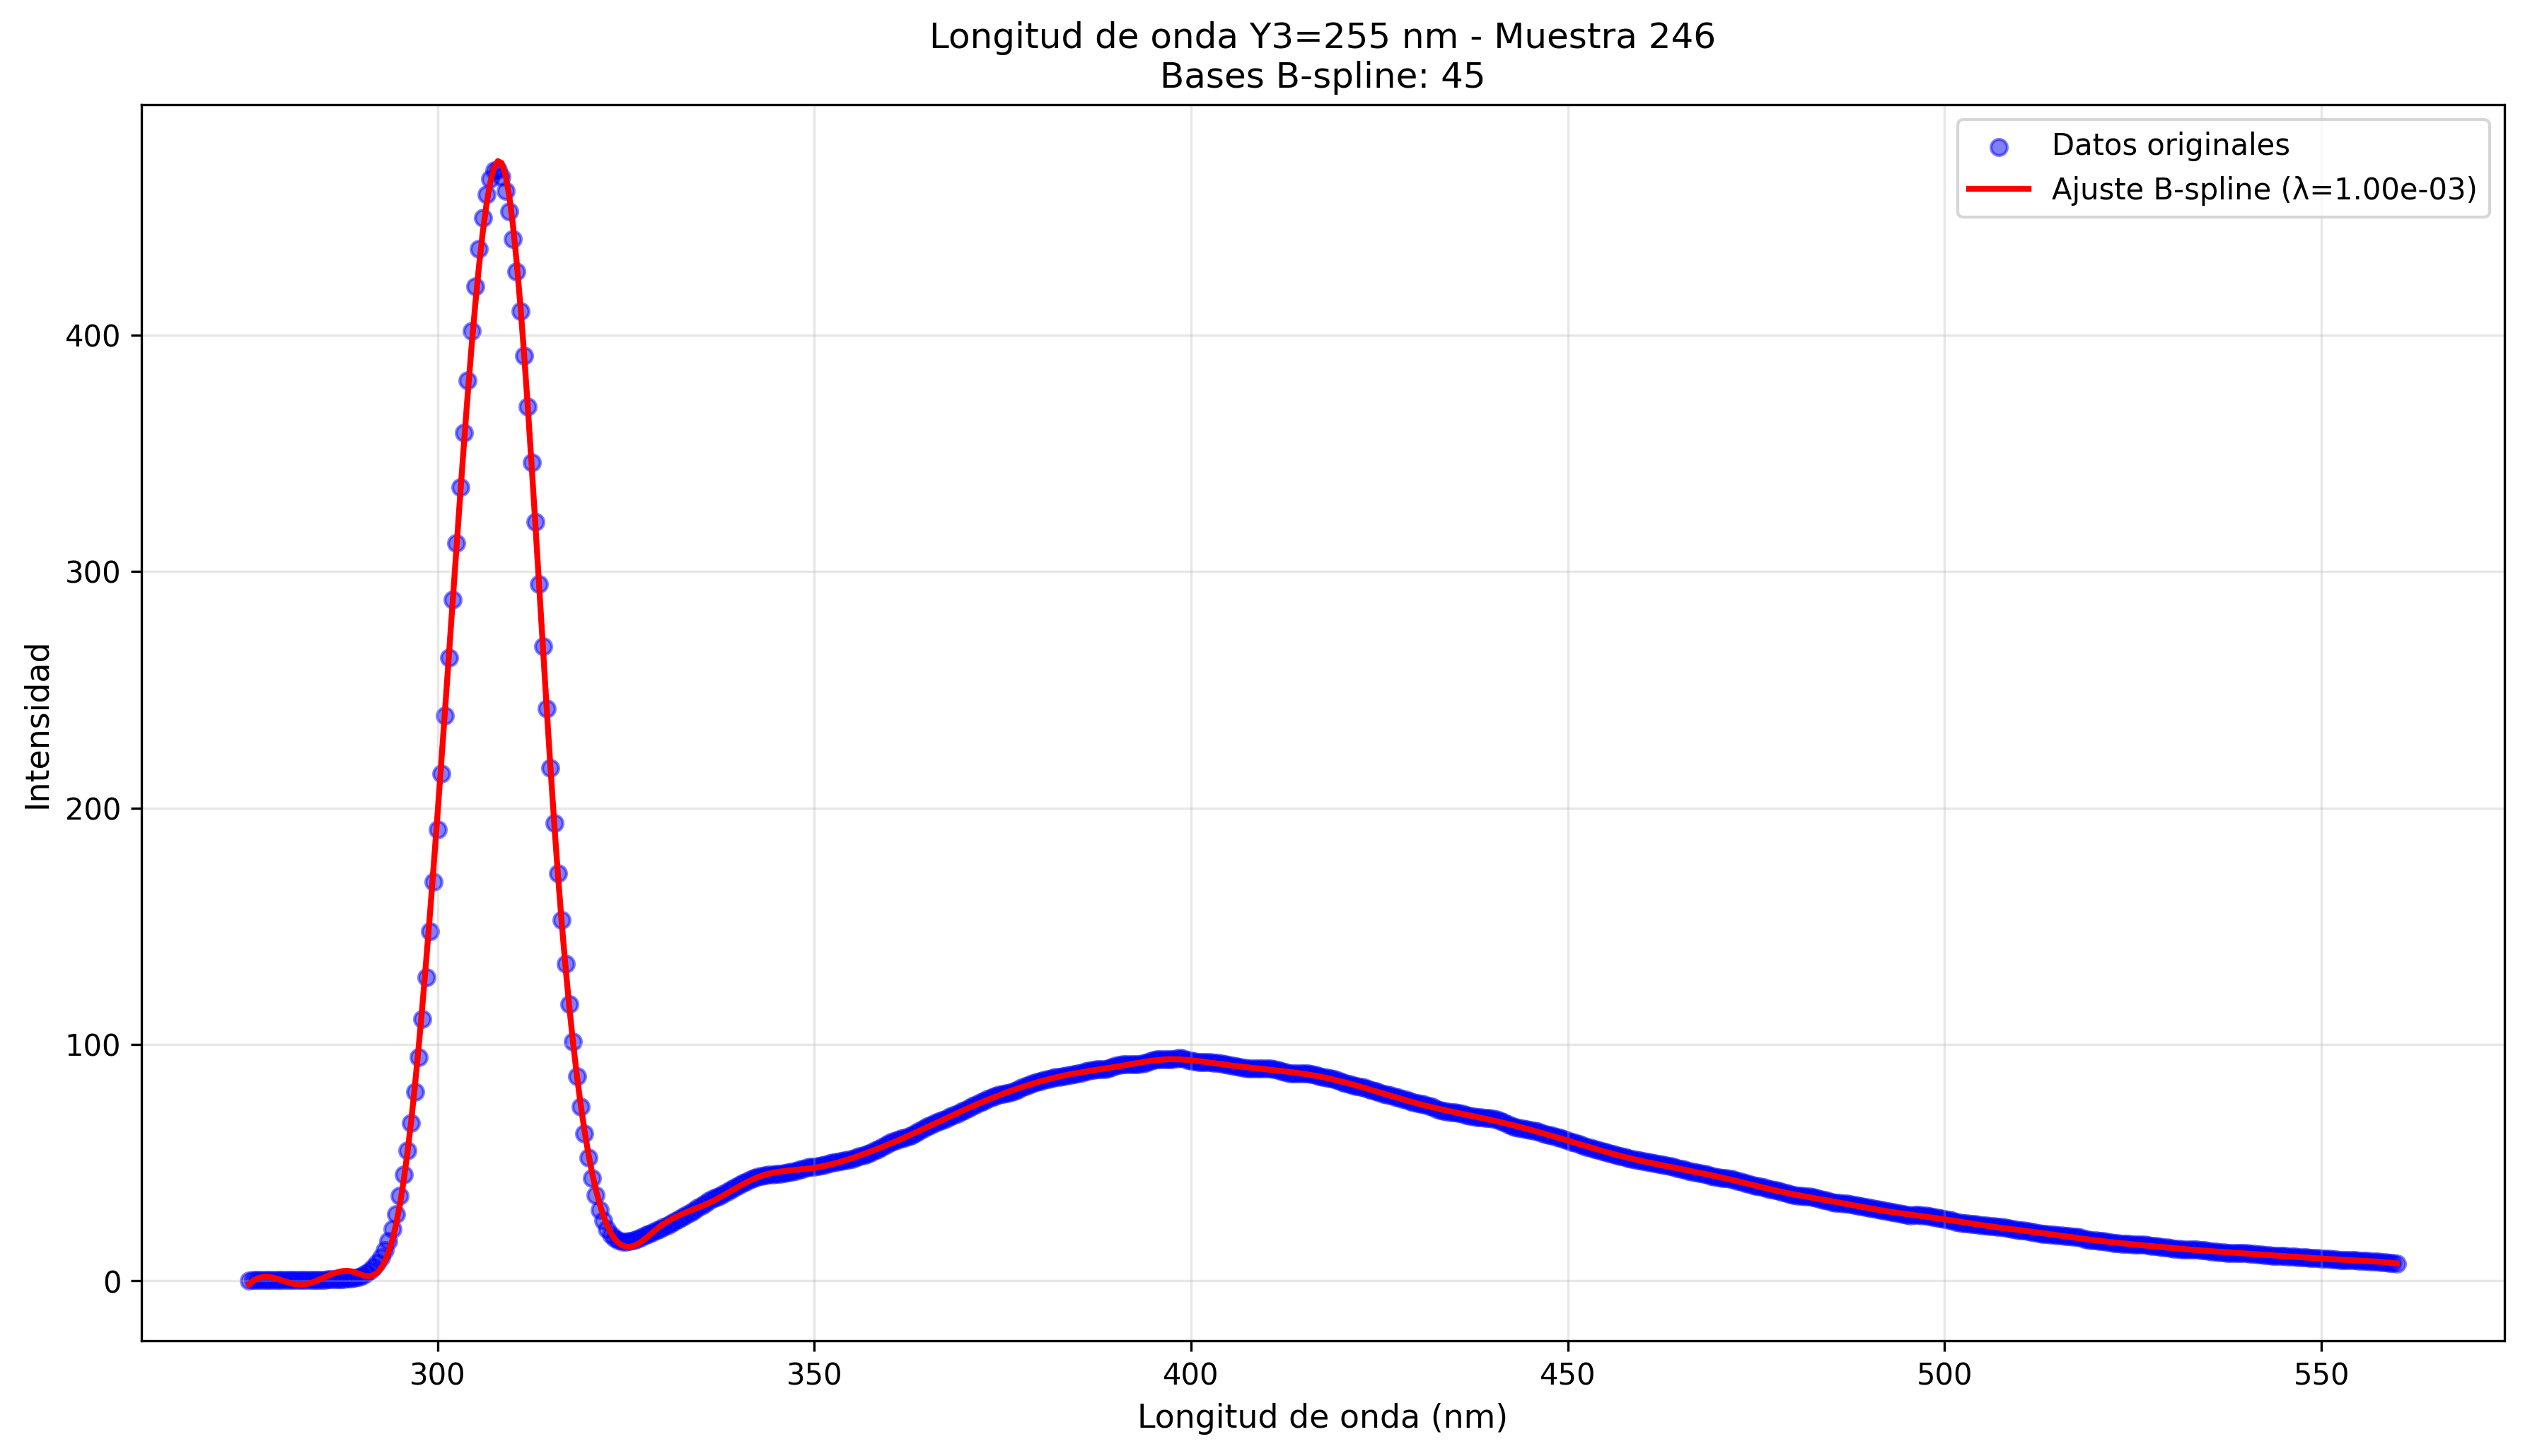 Longitud de onda Y3=255 nm - Muestra 246
Bases B-spline: 45
Datos originales
Ajuste B-spline (λ=1.00e-03)
Intensidad
400
300
200
100
0
300
350
400
450
500
550
Longitud de onda (nm)